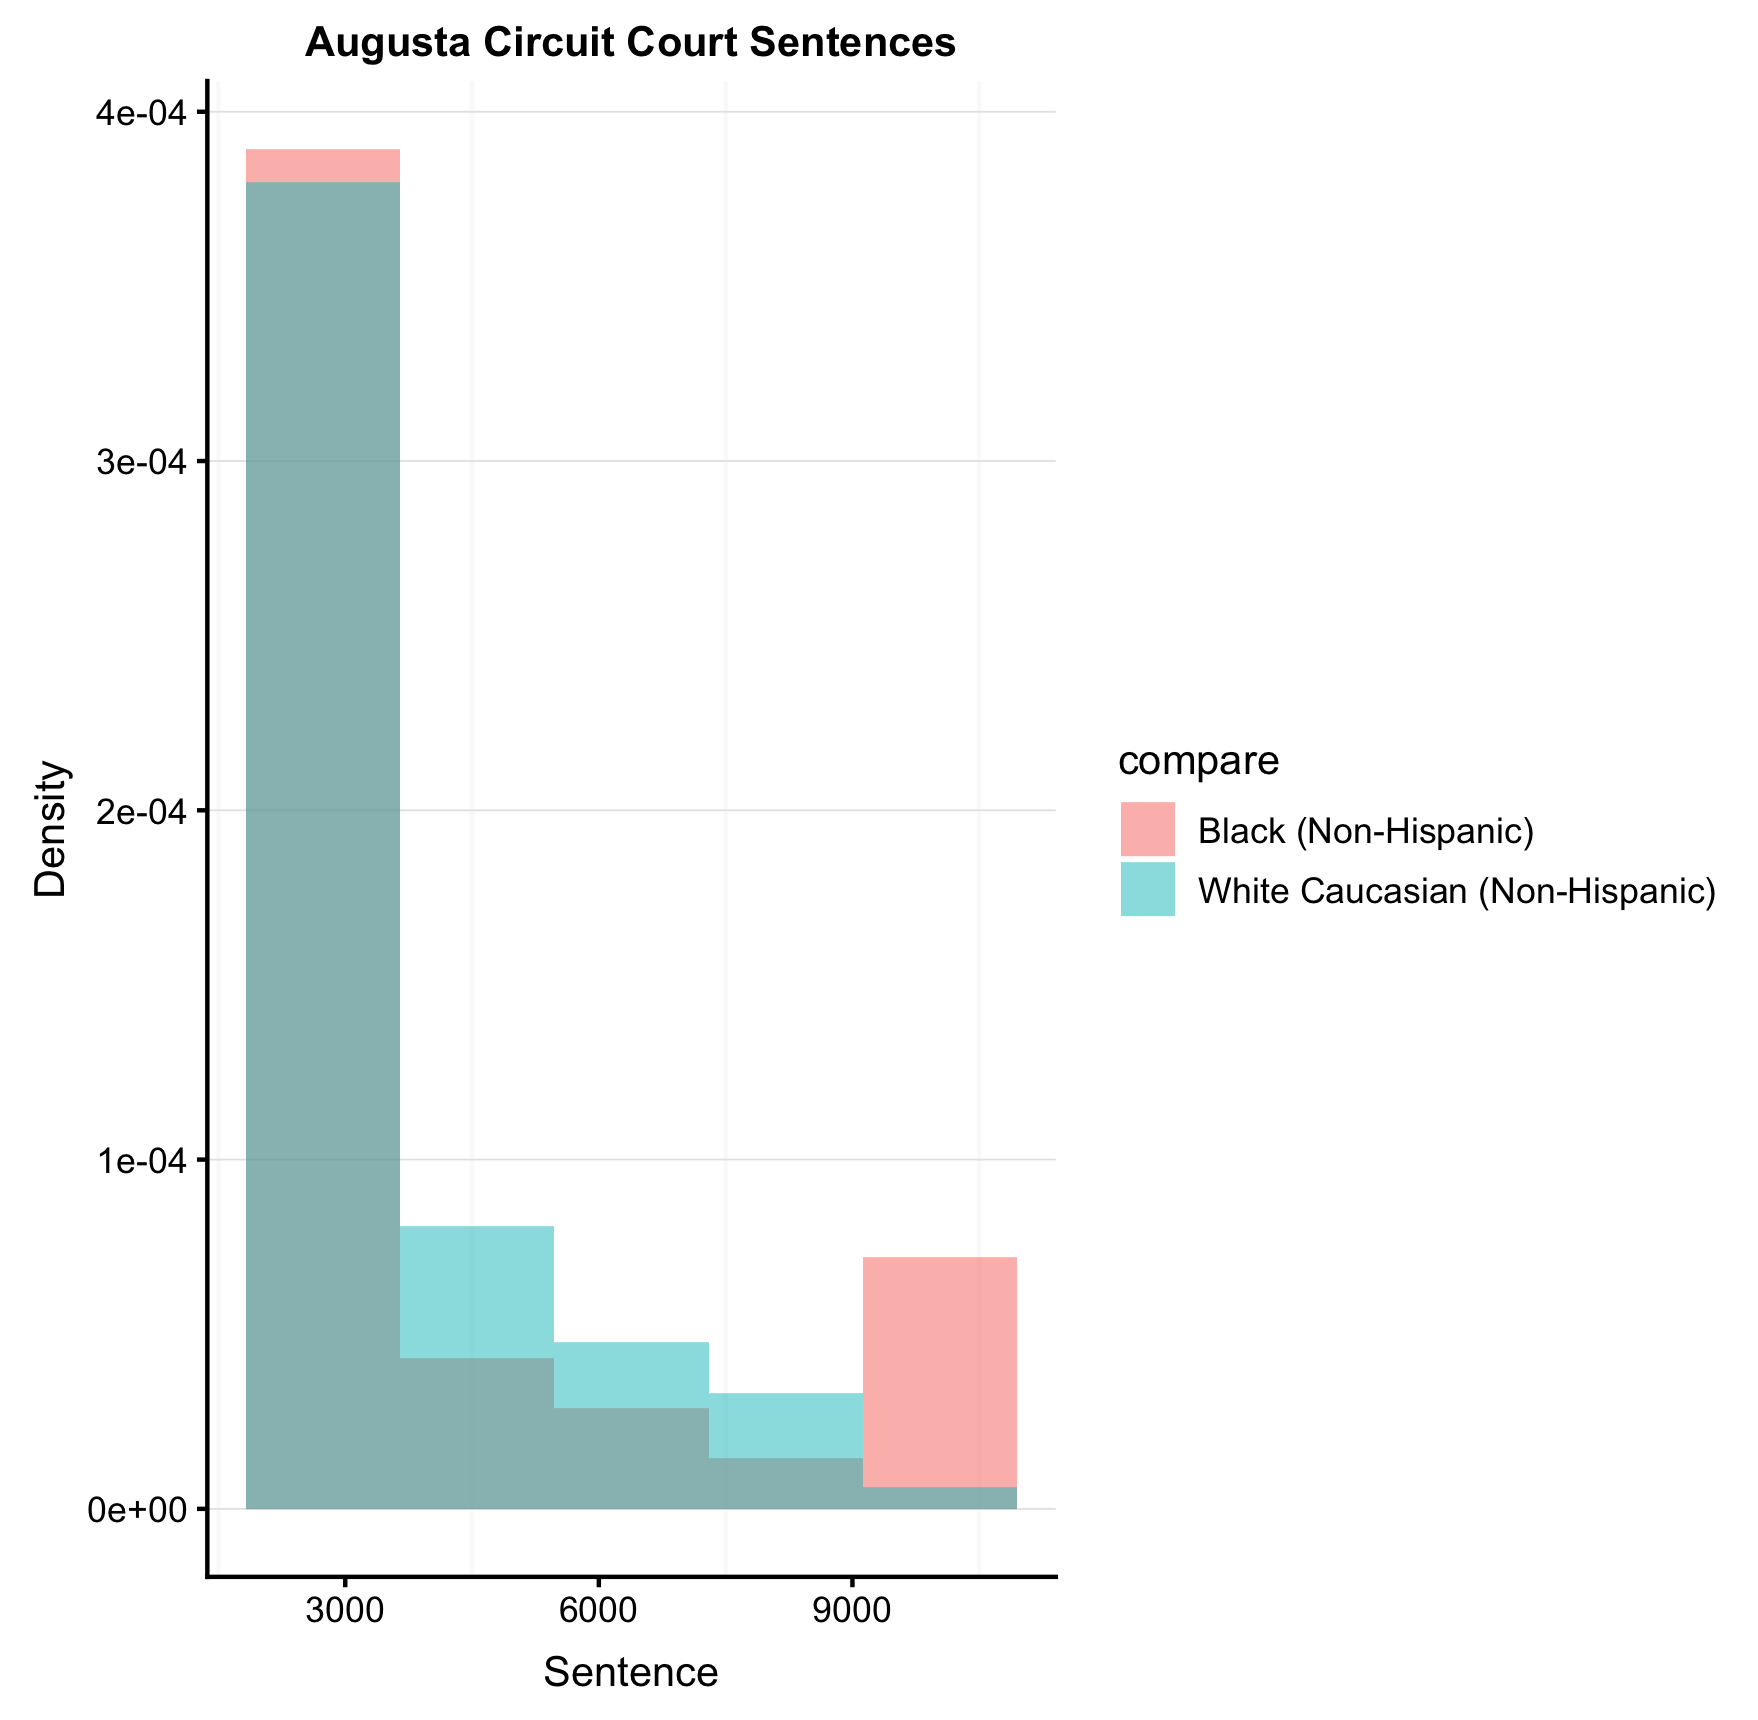 Augusta Circuit Court Sentences
4e-04
3e-04
2e-04
1e-04
0e+00
Density
3000 6000 9000
Sentence
compare
Black (Non-Hispanic)
White Caucasian (Non-Hispanic)